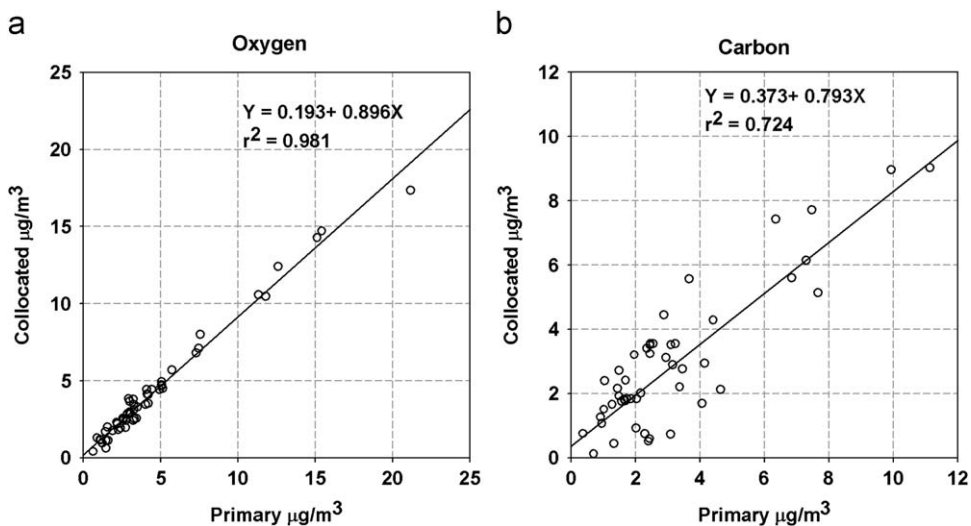 a
Oxygen
25
20
15
10
5
0
Collocated μg/m³
Y = 0.193+ 0.896X
r² = 0.981
0 5 10 15 20 25
Primary μg/m³
b
Carbon
12
10
8
6
4
2
0
Collocated μg/m³
Y = 0.373+ 0.793X
r² = 0.724
0 2 4 6 8 10 12
Primary μg/m³